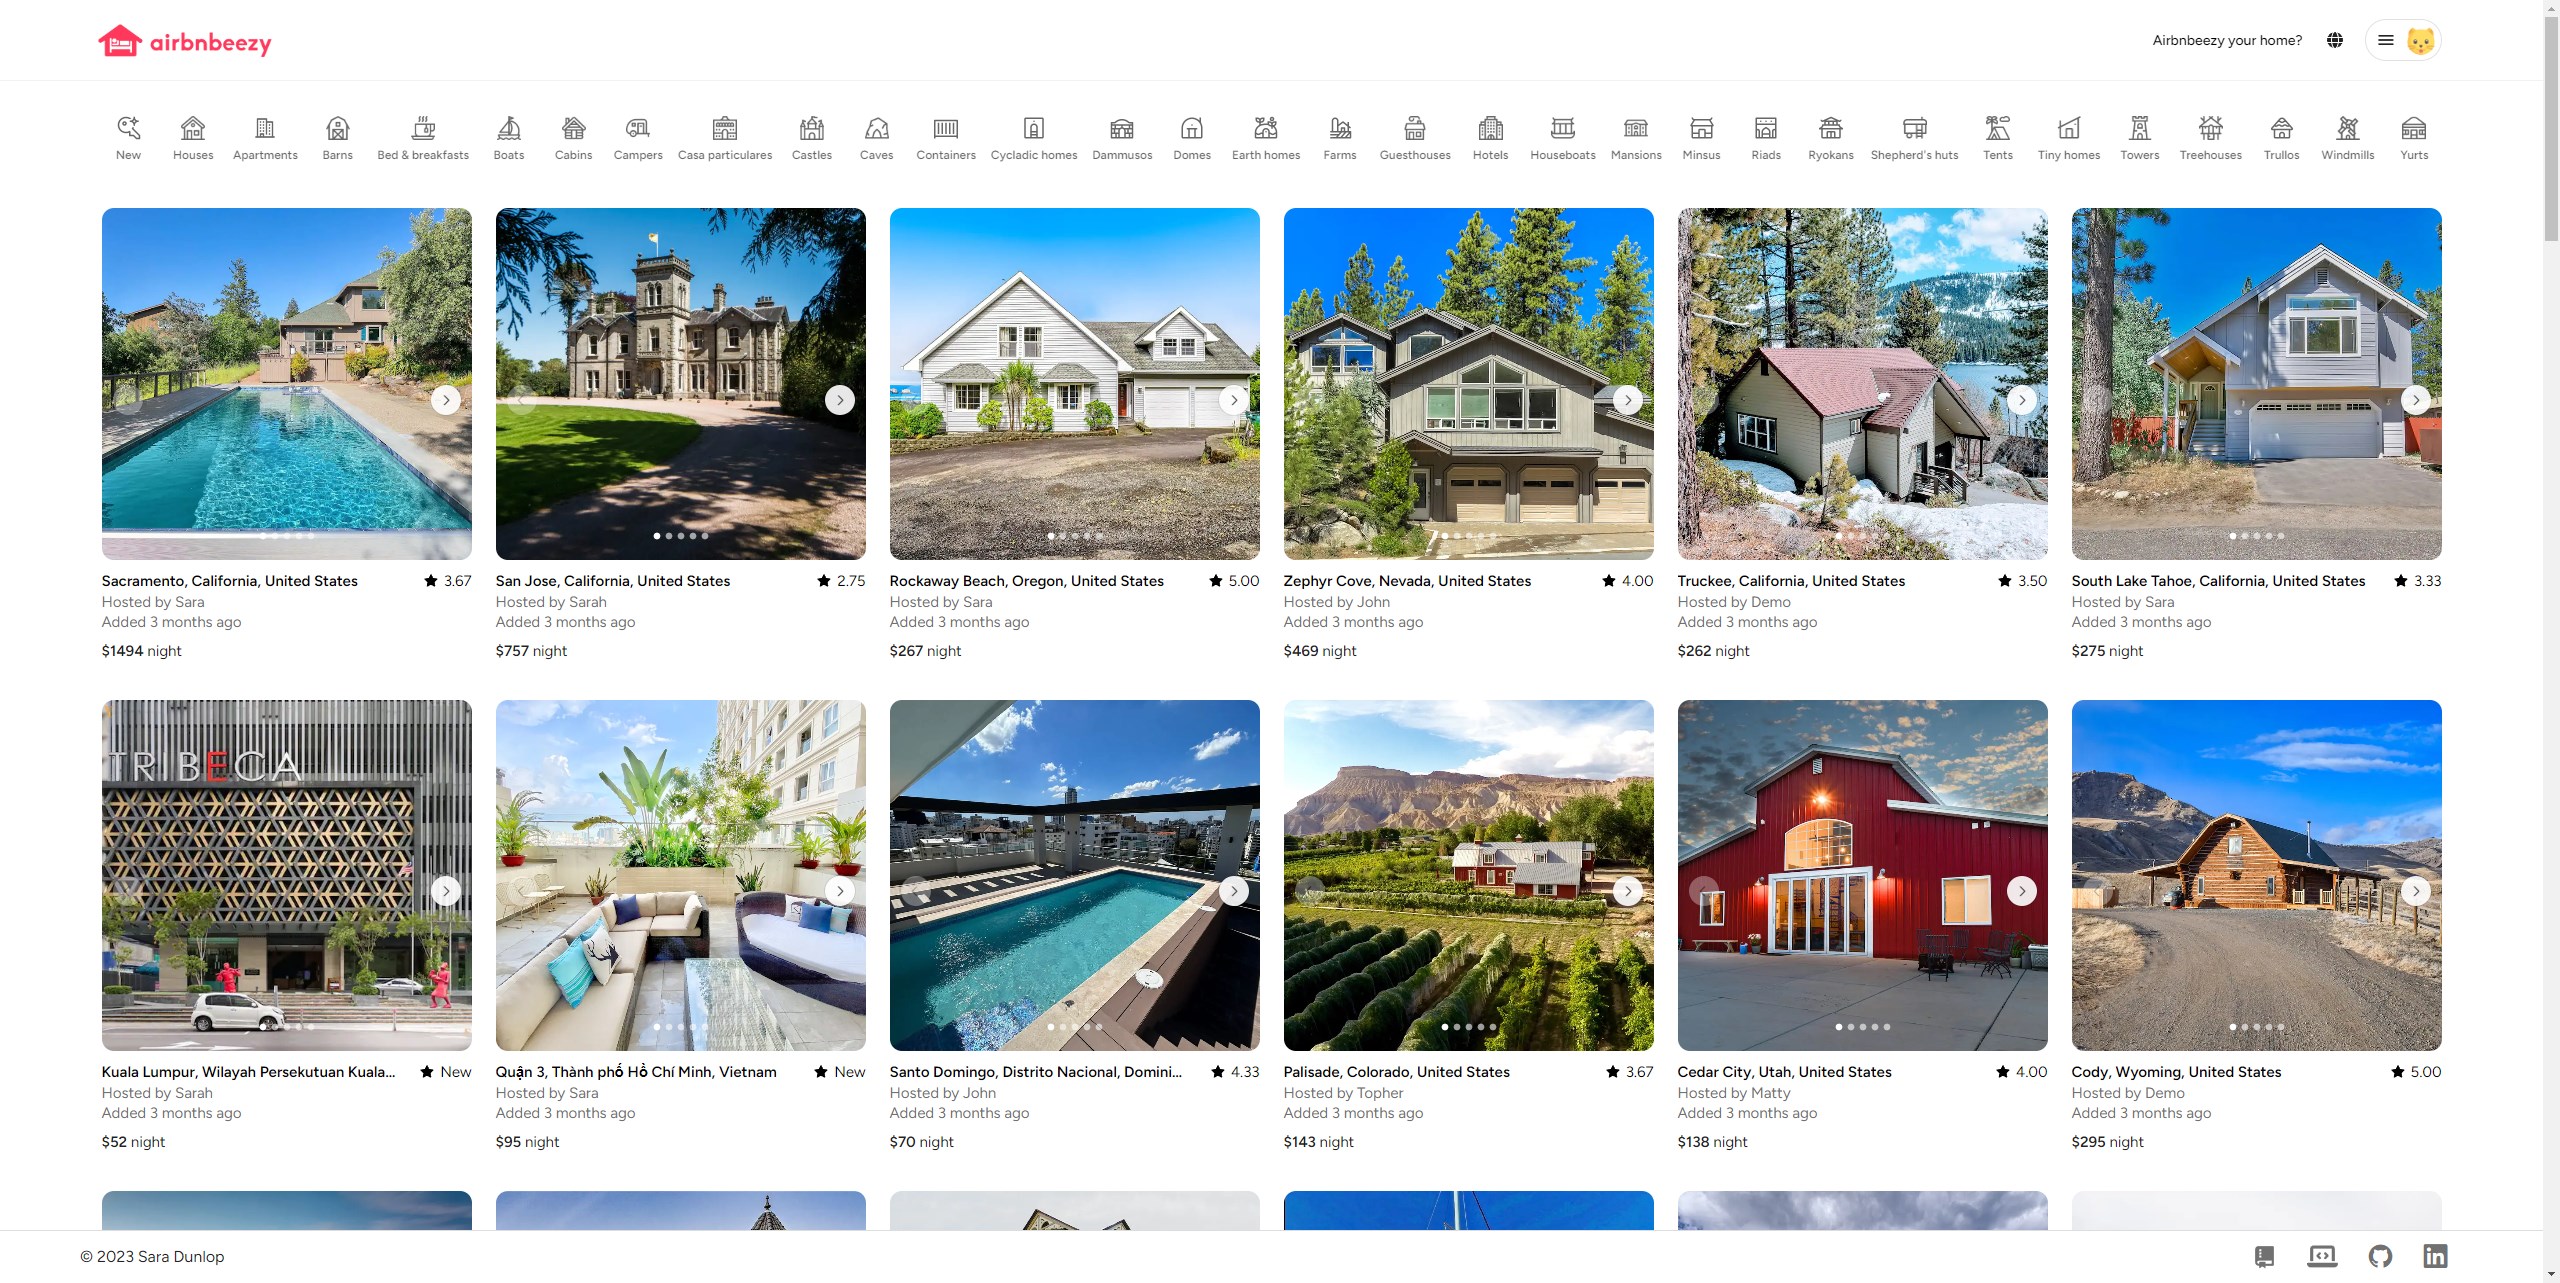 airbnbeezy
Airbnbeezy your home?
New
Houses
Apartments
Barns
Bed & breakfasts
Boats
Cabins
Campers
Casa particulares
Castles
Caves
Containers
Cycladic homes
Dammusos
Domes
Earth homes
Farms
Guesthouses
Hotels
Houseboats
Mansions
Minsus
Riads
Ryokans
Shepherd's huts
Tents
Tiny homes
Towers
Treehouses
Trullos
Windmills
Yurts
Sacramento, California, United States ★ 3.67
Hosted by Sara
Added 3 months ago
$1494 night
San Jose, California, United States ★ 2.75
Hosted by Sarah
Added 3 months ago
$757 night
Rockaway Beach, Oregon, United States ★ 5.00
Hosted by Sara
Added 3 months ago
$267 night
Zephyr Cove, Nevada, United States ★ 4.00
Hosted by John
Added 3 months ago
$469 night
Truckee, California, United States ★ 3.50
Hosted by Demo
Added 3 months ago
$262 night
South Lake Tahoe, California, United States ★ 3.33
Hosted by Sara
Added 3 months ago
$275 night
TRIBECA
Kuala Lumpur, Wilayah Persekutuan Kuala... ★ New
Hosted by Sarah
Added 3 months ago
$52 night
Quận 3, Thành phố Hồ Chí Minh, Vietnam ★ New
Hosted by Sara
Added 3 months ago
$95 night
Santo Domingo, Distrito Nacional, Domini... ★ 4.33
Hosted by John
Added 3 months ago
$70 night
Palisade, Colorado, United States ★ 3.67
Hosted by Topher
Added 3 months ago
$143 night
Cedar City, Utah, United States ★ 4.00
Hosted by Matty
Added 3 months ago
$138 night
Cody, Wyoming, United States ★ 5.00
Hosted by Demo
Added 3 months ago
$295 night
© 2023 Sara Dunlop
in